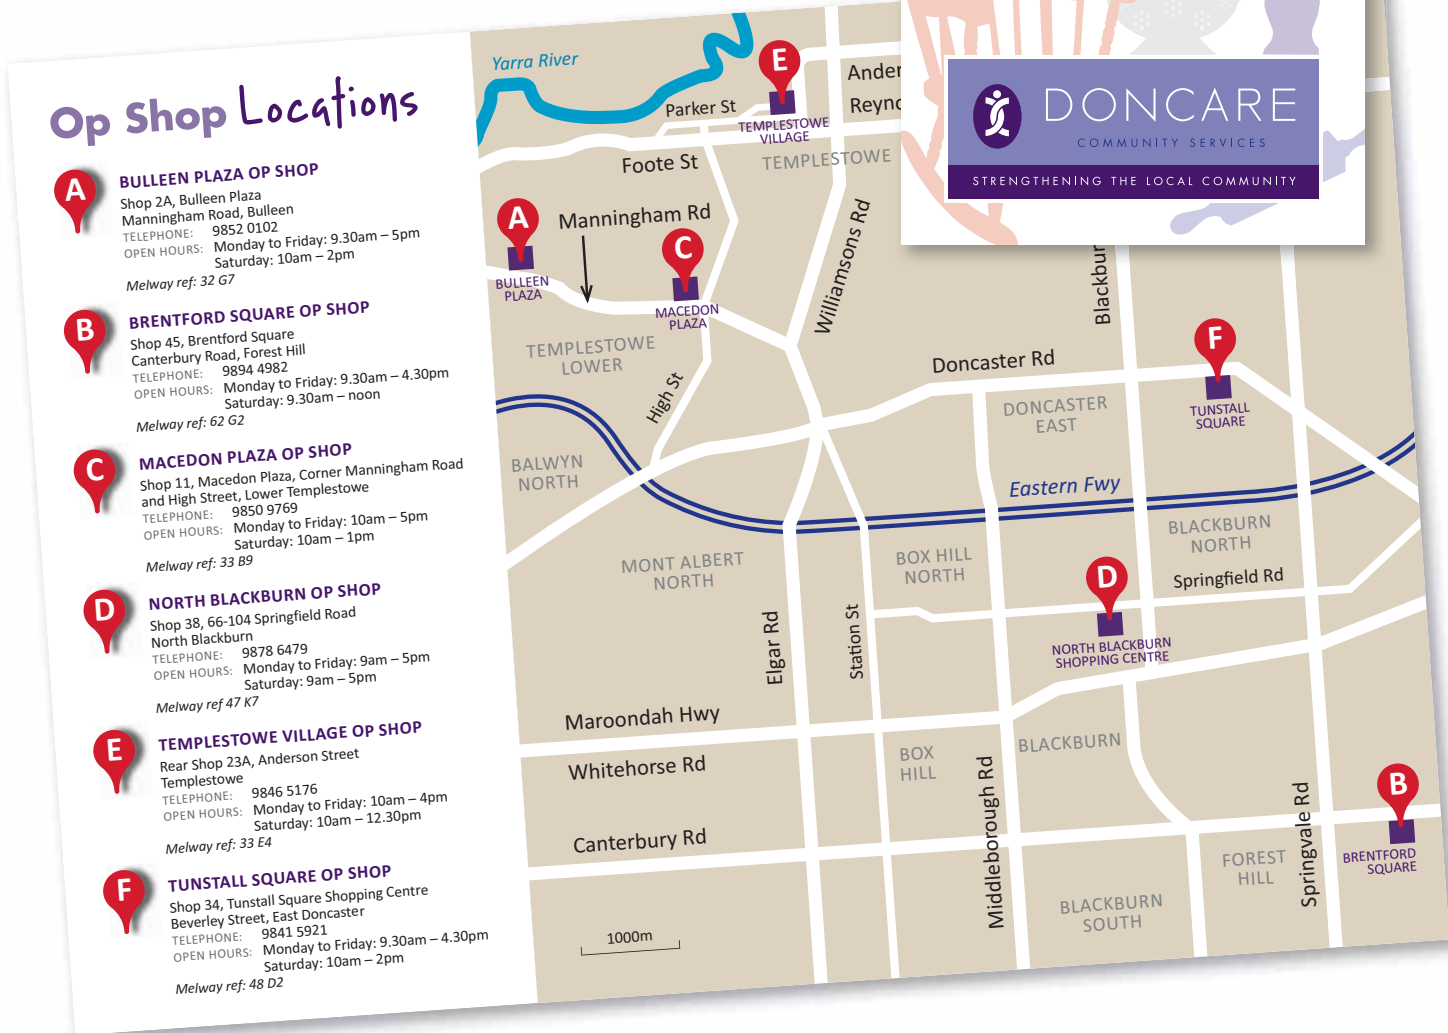 Op Shop Locations
A
BULLEEN PLAZA OP SHOP
Shop 2A, Bulleen Plaza
Manningham Road, Bulleen
TELEPHONE: 9852 0102
OPEN HOURS: Monday to Friday: 9.30am – 5pm
Saturday: 10am – 2pm
Melway ref: 32 G7
B
BRENTFORD SQUARE OP SHOP
Shop 45, Brentford Square
Canterbury Road, Forest Hill
TELEPHONE: 9894 4982
OPEN HOURS: Monday to Friday: 9.30am – 4.30pm
Saturday: 9.30am – noon
Melway ref: 62 G2
C
MACEDON PLAZA OP SHOP
Shop 11, Macedon Plaza, Corner Manningham Road
and High Street, Lower Templestowe
TELEPHONE: 9850 9769
OPEN HOURS: Monday to Friday: 10am – 5pm
Saturday: 10am – 1pm
Melway ref: 33 B9
D
NORTH BLACKBURN OP SHOP
Shop 38, 66-104 Springfield Road
North Blackburn
TELEPHONE: 9878 6479
OPEN HOURS: Monday to Friday: 9am – 5pm
Saturday: 9am – 5pm
Melway ref 47 K7
E
TEMPLESTOWE VILLAGE OP SHOP
Rear Shop 23A, Anderson Street
Templestowe
TELEPHONE: 9846 5176
OPEN HOURS: Monday to Friday: 10am – 4pm
Saturday: 10am – 12.30pm
Melway ref: 33 E4
F
TUNSTALL SQUARE OP SHOP
Shop 34, Tunstall Square Shopping Centre
Beverley Street, East Doncaster
TELEPHONE: 9841 5921
OPEN HOURS: Monday to Friday: 9.30am – 4.30pm
Saturday: 10am – 2pm
Melway ref: 48 D2
Yarra River
E
Ander
Parker St
Reync
TEMPLESTOWE
VILLAGE
Foote St
TEMPLESTOWE
A
Manningham Rd
C
Williamsons Rd
BULLEEN
PLAZA
MACEDON
PLAZA
Blackbur
TEMPLESTOWE
LOWER
F
Doncaster Rd
High St
DONCASTER
EAST
TUNSTALL
SQUARE
BALWYN
NORTH
Eastern Fwy
BLACKBURN
NORTH
MONT ALBERT
NORTH
BOX HILL
NORTH
D
Springfield Rd
Elgar Rd
Station St
NORTH BLACKBURN
SHOPPING CENTRE
Maroondah Hwy
Whitehorse Rd
BOX
HILL
BLACKBURN
Middleborough Rd
Springvale Rd
B
Canterbury Rd
FOREST
HILL
BRENTFORD
SQUARE
BLACKBURN
SOUTH
1000m
DONCARE
COMMUNITY SERVICES
STRENGTHENING THE LOCAL COMMUNITY